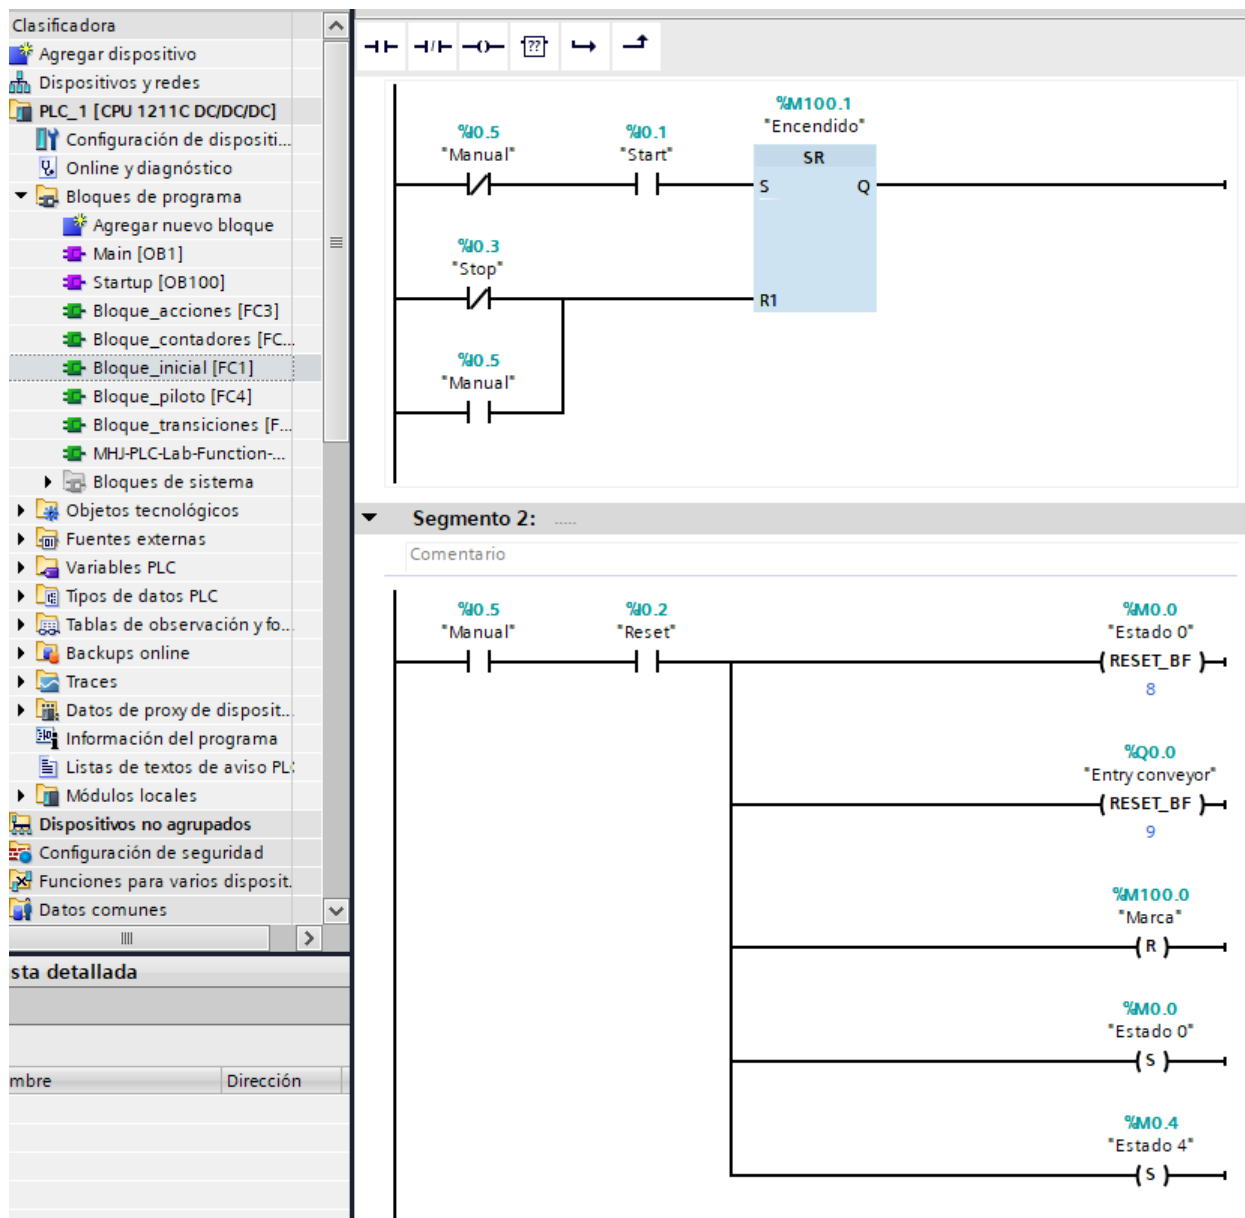 Clasificadora
Agregar dispositivo
Dispositivos y redes
PLC_1 [CPU 1211C DC/DC/DC]
Configuración de dispositi...
Online y diagnóstico
Bloques de programa
Agregar nuevo bloque
Main [OB1]
Startup [OB100]
Bloque_acciones [FC3]
Bloque_contadores [FC...
Bloque_inicial [FC1]
Bloque_piloto [FC4]
Bloque_transiciones [F...
MHJ-PLC-Lab-Function-...
Bloques de sistema
Objetos tecnológicos
Fuentes externas
Variables PLC
Tipos de datos PLC
Tablas de observación y fo...
Backups online
Traces
Datos de proxy de disposit...
Información del programa
Listas de textos de aviso PLC
Módulos locales
Dispositivos no agrupados
Configuración de seguridad
Funciones para varios disposit.
Datos comunes
sta detallada
mbre Dirección
??
%M100.1
"Encendido"
%I0.5
"Manual"
%I0.1
"Start"
SR
S Q
%I0.3
"Stop"
R1
%I0.5
"Manual"
Segmento 2: .....
Comentario
%I0.5
"Manual"
%I0.2
"Reset"
%M0.0
"Estado 0"
RESET_BF
8
%Q0.0
"Entry conveyor"
RESET_BF
9
%M100.0
"Marca"
R
%M0.0
"Estado 0"
S
%M0.4
"Estado 4"
S